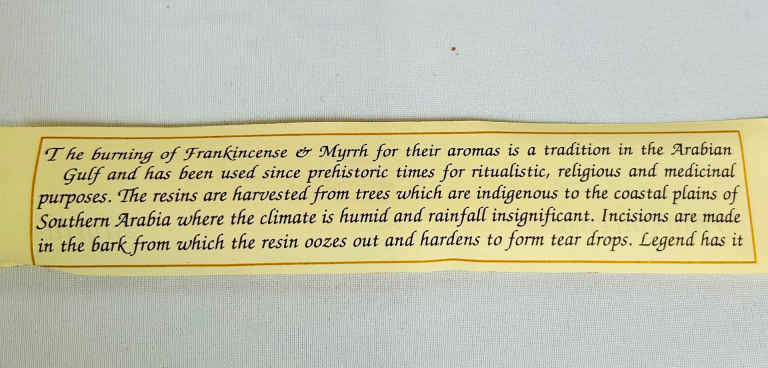 The burning of Frankincense & Myrrh for their aromas is a tradition in the Arabian
Gulf and has been used since prehistoric times for ritualistic, religious and medicinal
purposes. The resins are harvested from trees which are indigenous to the coastal plains of
Southern Arabia where the climate is humid and rainfall insignificant. Incisions are made
in the bark from which the resin oozes out and hardens to form tear drops. Legend has it